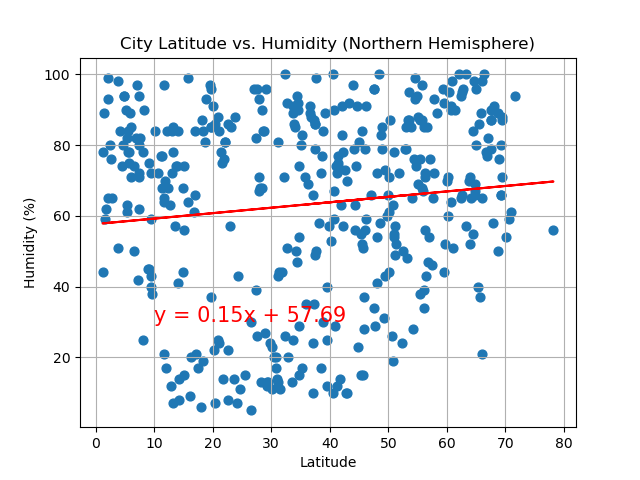 City Latitude vs. Humidity (Northern Hemisphere)
100
80
60
40
20
Humidity (%)
y = 0.15x + 57.69
0 10 20 30 40 50 60 70 80
Latitude